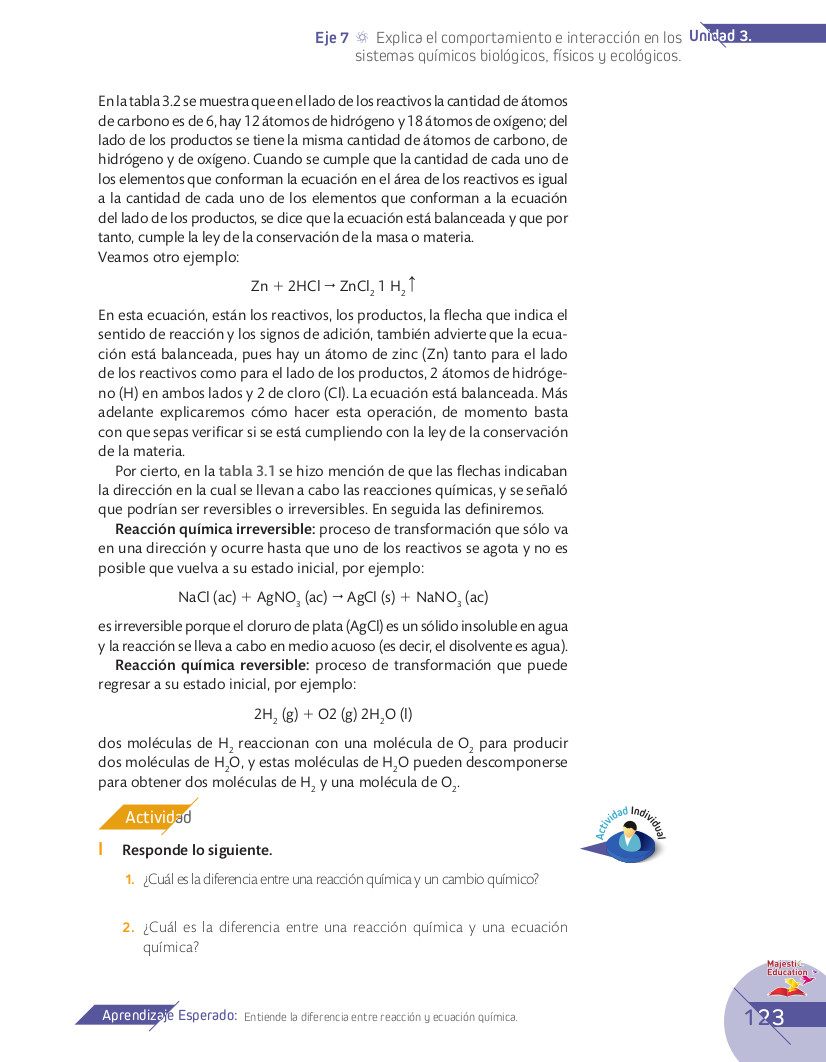 Eje 7 Explica el comportamiento e interacción en los
sistemas químicos biológicos, físicos y ecológicos.
Unidad 3.
En la tabla 3.2 se muestra que en el lado de los reactivos la cantidad de átomos
de carbono es de 6, hay 12 átomos de hidrógeno y 18 átomos de oxígeno; del
lado de los productos se tiene la misma cantidad de átomos de carbono, de
hidrógeno y de oxígeno. Cuando se cumple que la cantidad de cada uno de
los elementos que conforman la ecuación en el área de los reactivos es igual
a la cantidad de cada uno de los elementos que conforman a la ecuación
del lado de los productos, se dice que la ecuación está balanceada y que por
tanto, cumple la ley de la conservación de la masa o materia.
Veamos otro ejemplo:
Zn + 2HCl → ZnCl₂ 1 H₂ ↑
En esta ecuación, están los reactivos, los productos, la flecha que indica el
sentido de reacción y los signos de adición, también advierte que la ecua-
ción está balanceada, pues hay un átomo de zinc (Zn) tanto para el lado
de los reactivos como para el lado de los productos, 2 átomos de hidróge-
no (H) en ambos lados y 2 de cloro (Cl). La ecuación está balanceada. Más
adelante explicaremos cómo hacer esta operación, de momento basta
con que sepas verificar si se está cumpliendo con la ley de la conservación
de la materia.
Por cierto, en la tabla 3.1 se hizo mención de que las flechas indicaban
la dirección en la cual se llevan a cabo las reacciones químicas, y se señaló
que podrían ser reversibles o irreversibles. En seguida las definiremos.
Reacción química irreversible: proceso de transformación que sólo va
en una dirección y ocurre hasta que uno de los reactivos se agota y no es
posible que vuelva a su estado inicial, por ejemplo:
NaCl (ac) + AgNO₃ (ac) → AgCl (s) + NaNO₃ (ac)
es irreversible porque el cloruro de plata (AgCl) es un sólido insoluble en agua
y la reacción se lleva a cabo en medio acuoso (es decir, el disolvente es agua).
Reacción química reversible: proceso de transformación que puede
regresar a su estado inicial, por ejemplo:
2H₂ (g) + O2 (g) 2H₂O (l)
dos moléculas de H₂ reaccionan con una molécula de O₂ para producir
dos moléculas de H₂O, y estas moléculas de H₂O pueden descomponerse
para obtener dos moléculas de H₂ y una molécula de O₂.
Actividad
Actividad Individual
I Responde lo siguiente.
1. ¿Cuál es la diferencia entre una reacción química y un cambio químico?
2. ¿Cuál es la diferencia entre una reacción química y una ecuación
química?
Majestic
Education
Aprendizaje Esperado: Entiende la diferencia entre reacción y ecuación química.
123